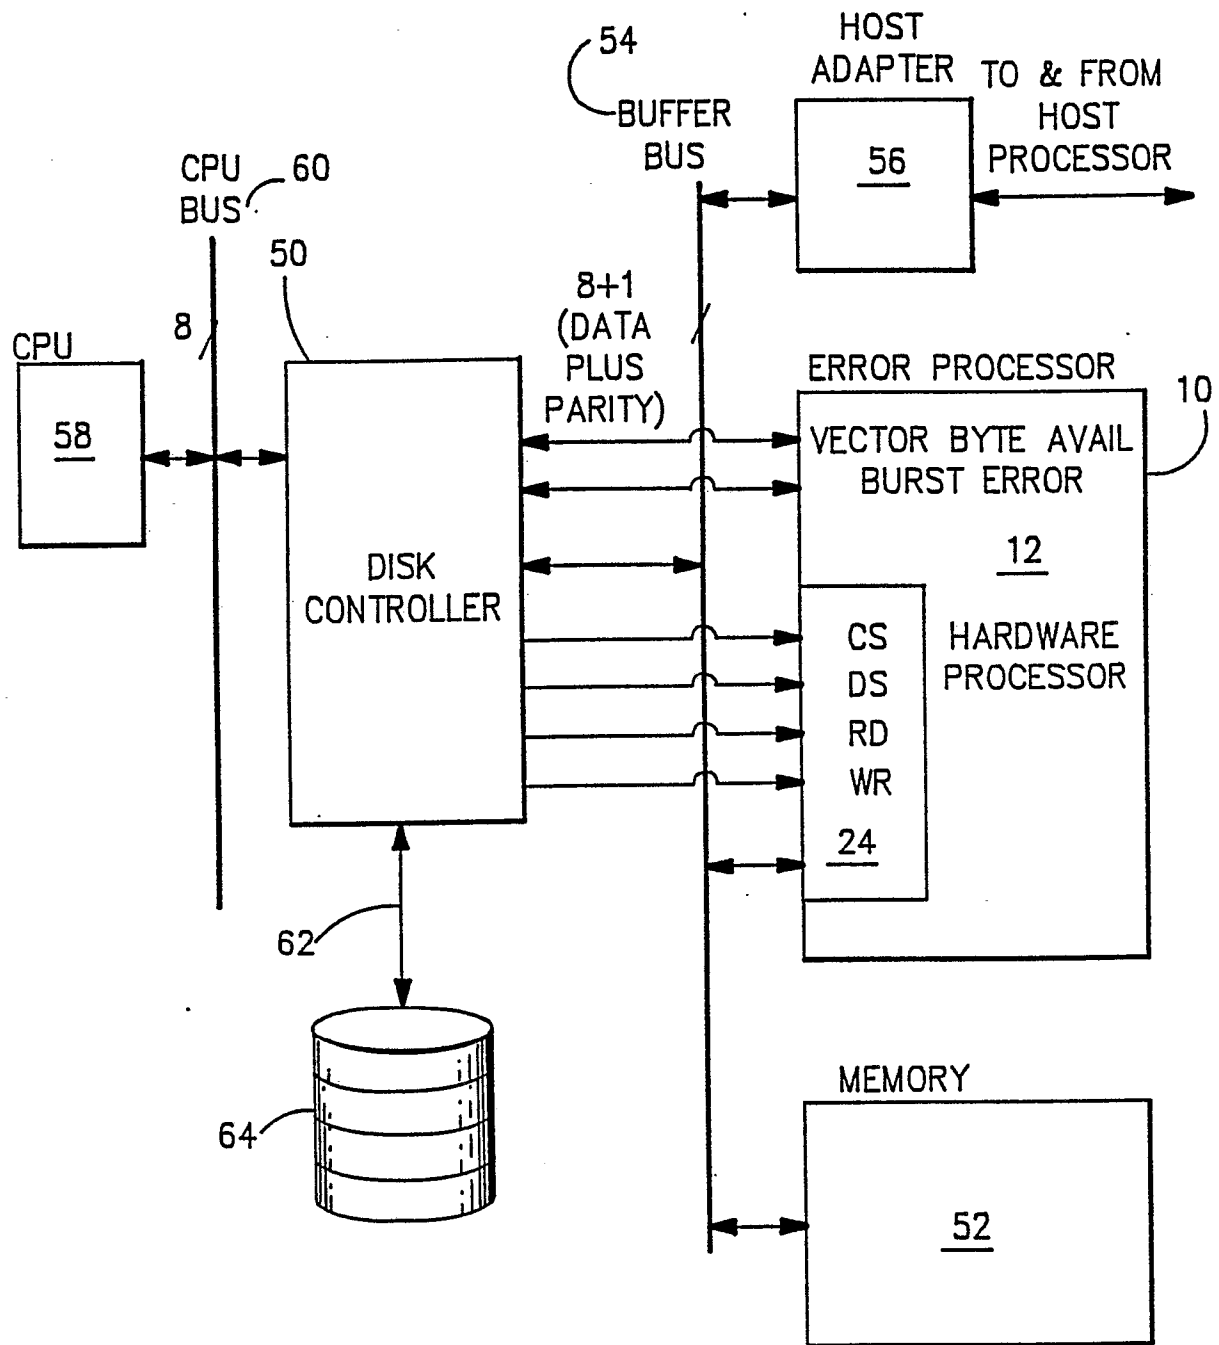 54
HOST
ADAPTER
TO & FROM
HOST
PROCESSOR
BUFFER
BUS
56
CPU
BUS
60
50
8
8+1
(DATA
PLUS
PARITY)
CPU
58
ERROR PROCESSOR
10
VECTOR BYTE AVAIL
BURST ERROR
12
DISK
CONTROLLER
CS
DS
RD
WR
HARDWARE
PROCESSOR
24
62
64
MEMORY
52